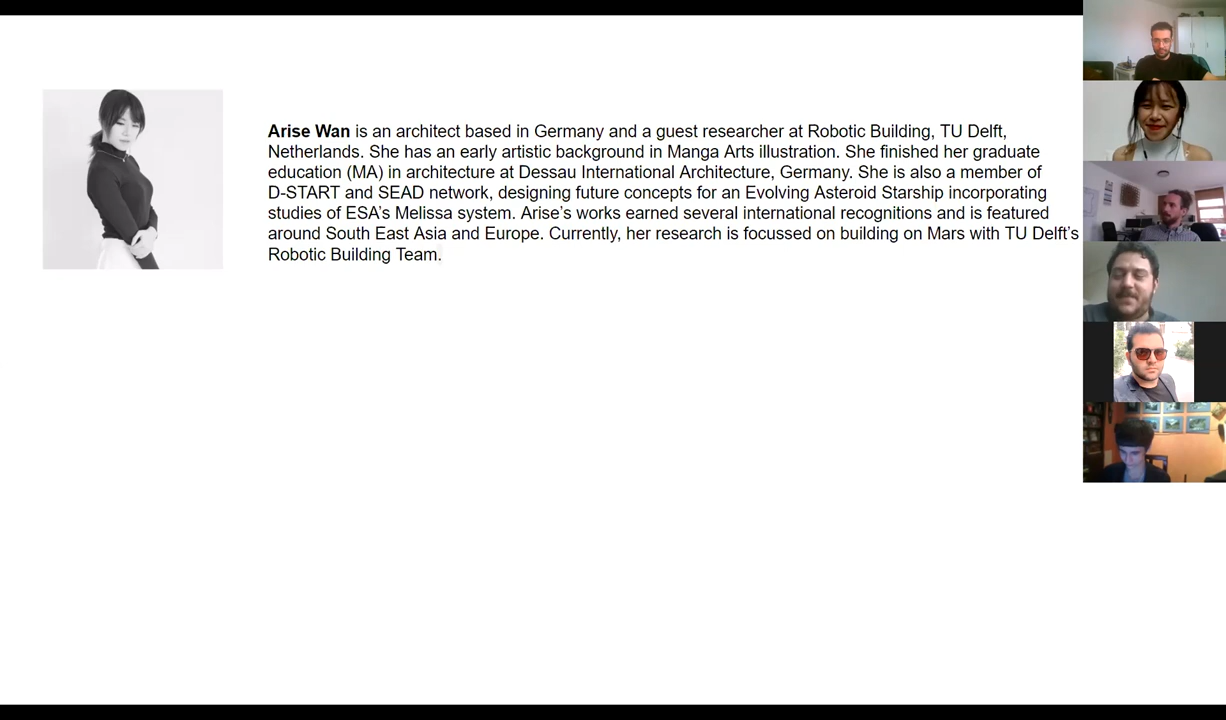 Arise Wan is an architect based in Germany and a guest researcher at Robotic Building, TU Delft,
Netherlands. She has an early artistic background in Manga Arts illustration. She finished her graduate
education (MA) in architecture at Dessau International Architecture, Germany. She is also a member of
D-START and SEAD network, designing future concepts for an Evolving Asteroid Starship incorporating
studies of ESA’s Melissa system. Arise’s works earned several international recognitions and is featured
around South East Asia and Europe. Currently, her research is focussed on building on Mars with TU Delft’s
Robotic Building Team.